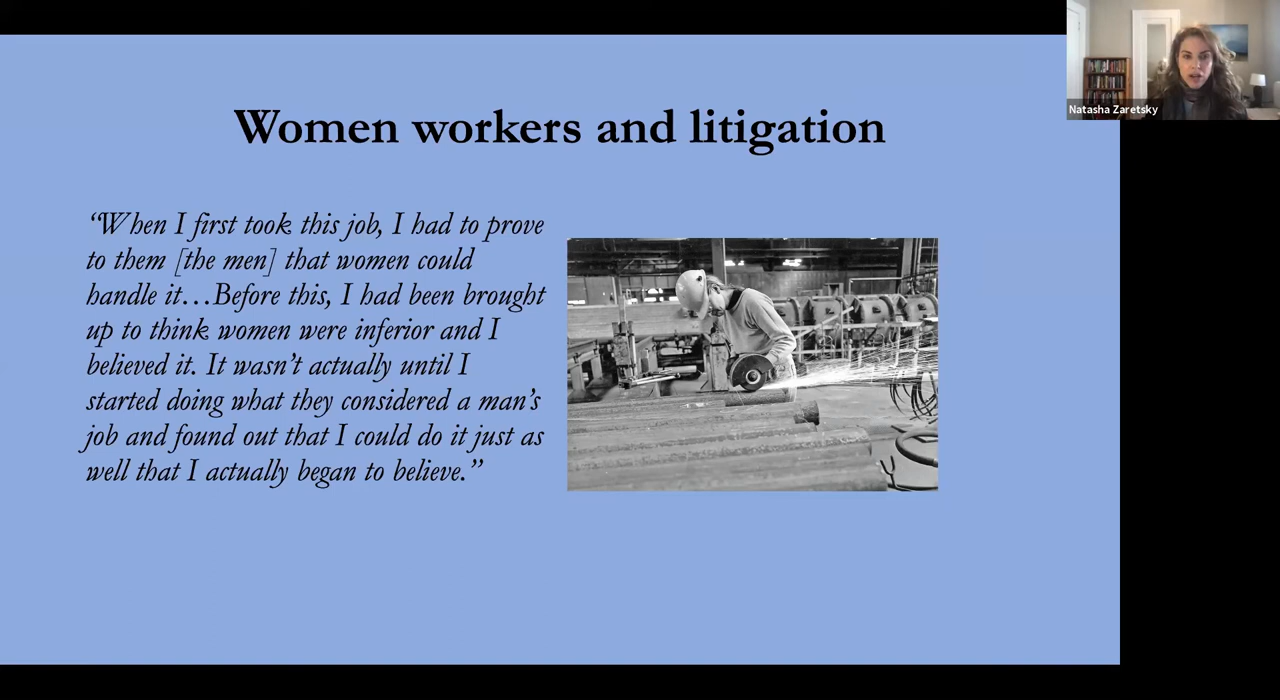 Natasha Zaretsky
Women workers and litigation
“When I first took this job, I had to prove
to them [the men] that women could
handle it…Before this, I had been brought
up to think women were inferior and I
believed it. It wasn’t actually until I
started doing what they considered a man’s
job and found out that I could do it just as
well that I actually began to believe.”